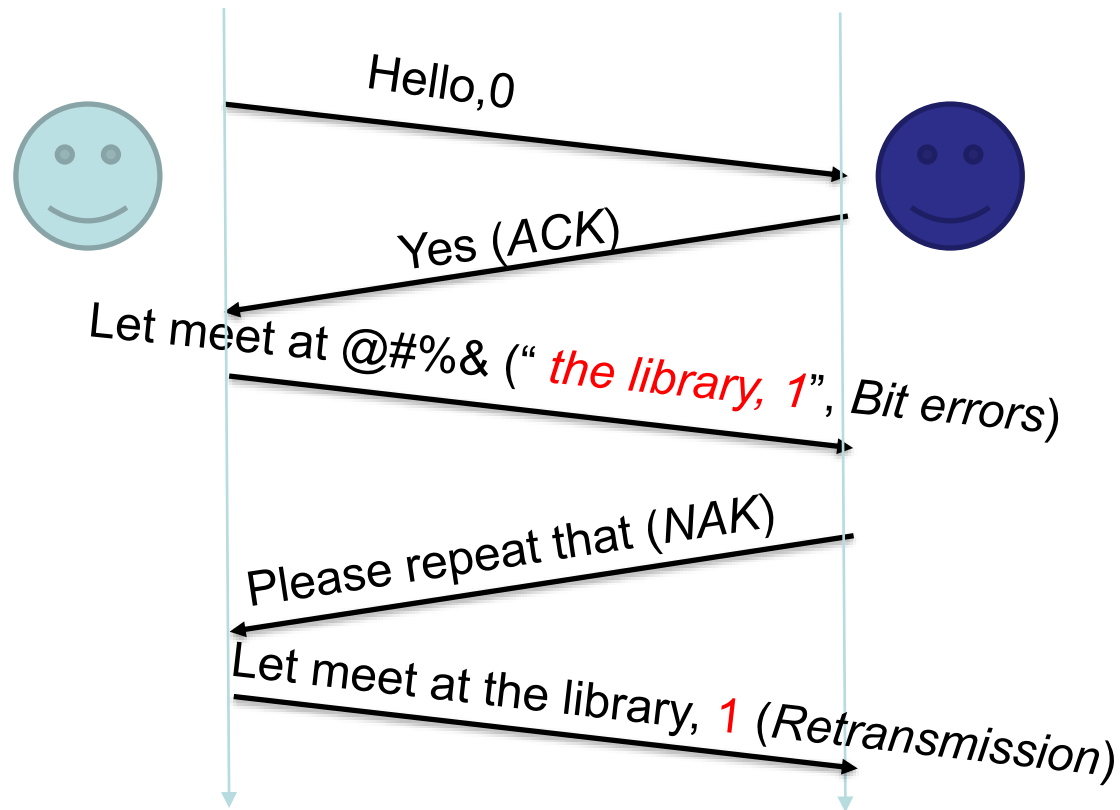 Hello,0
Yes (ACK)
Let meet at @#%& (“ the library, 1”, Bit errors)
Please repeat that (NAK)
Let meet at the library, 1 (Retransmission)